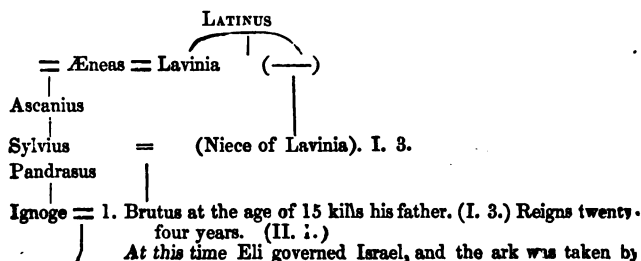 LATINUS
= Æneas = Lavinia (——)
Ascanius
Sylvius = (Niece of Lavinia). I. 3.
Pandrasus
Ignoge = 1. Brutus at the age of 15 kills his father. (I. 3.) Reigns twenty-
four years. (II. 1.)
At this time Eli governed Israel, and the ark was taken by